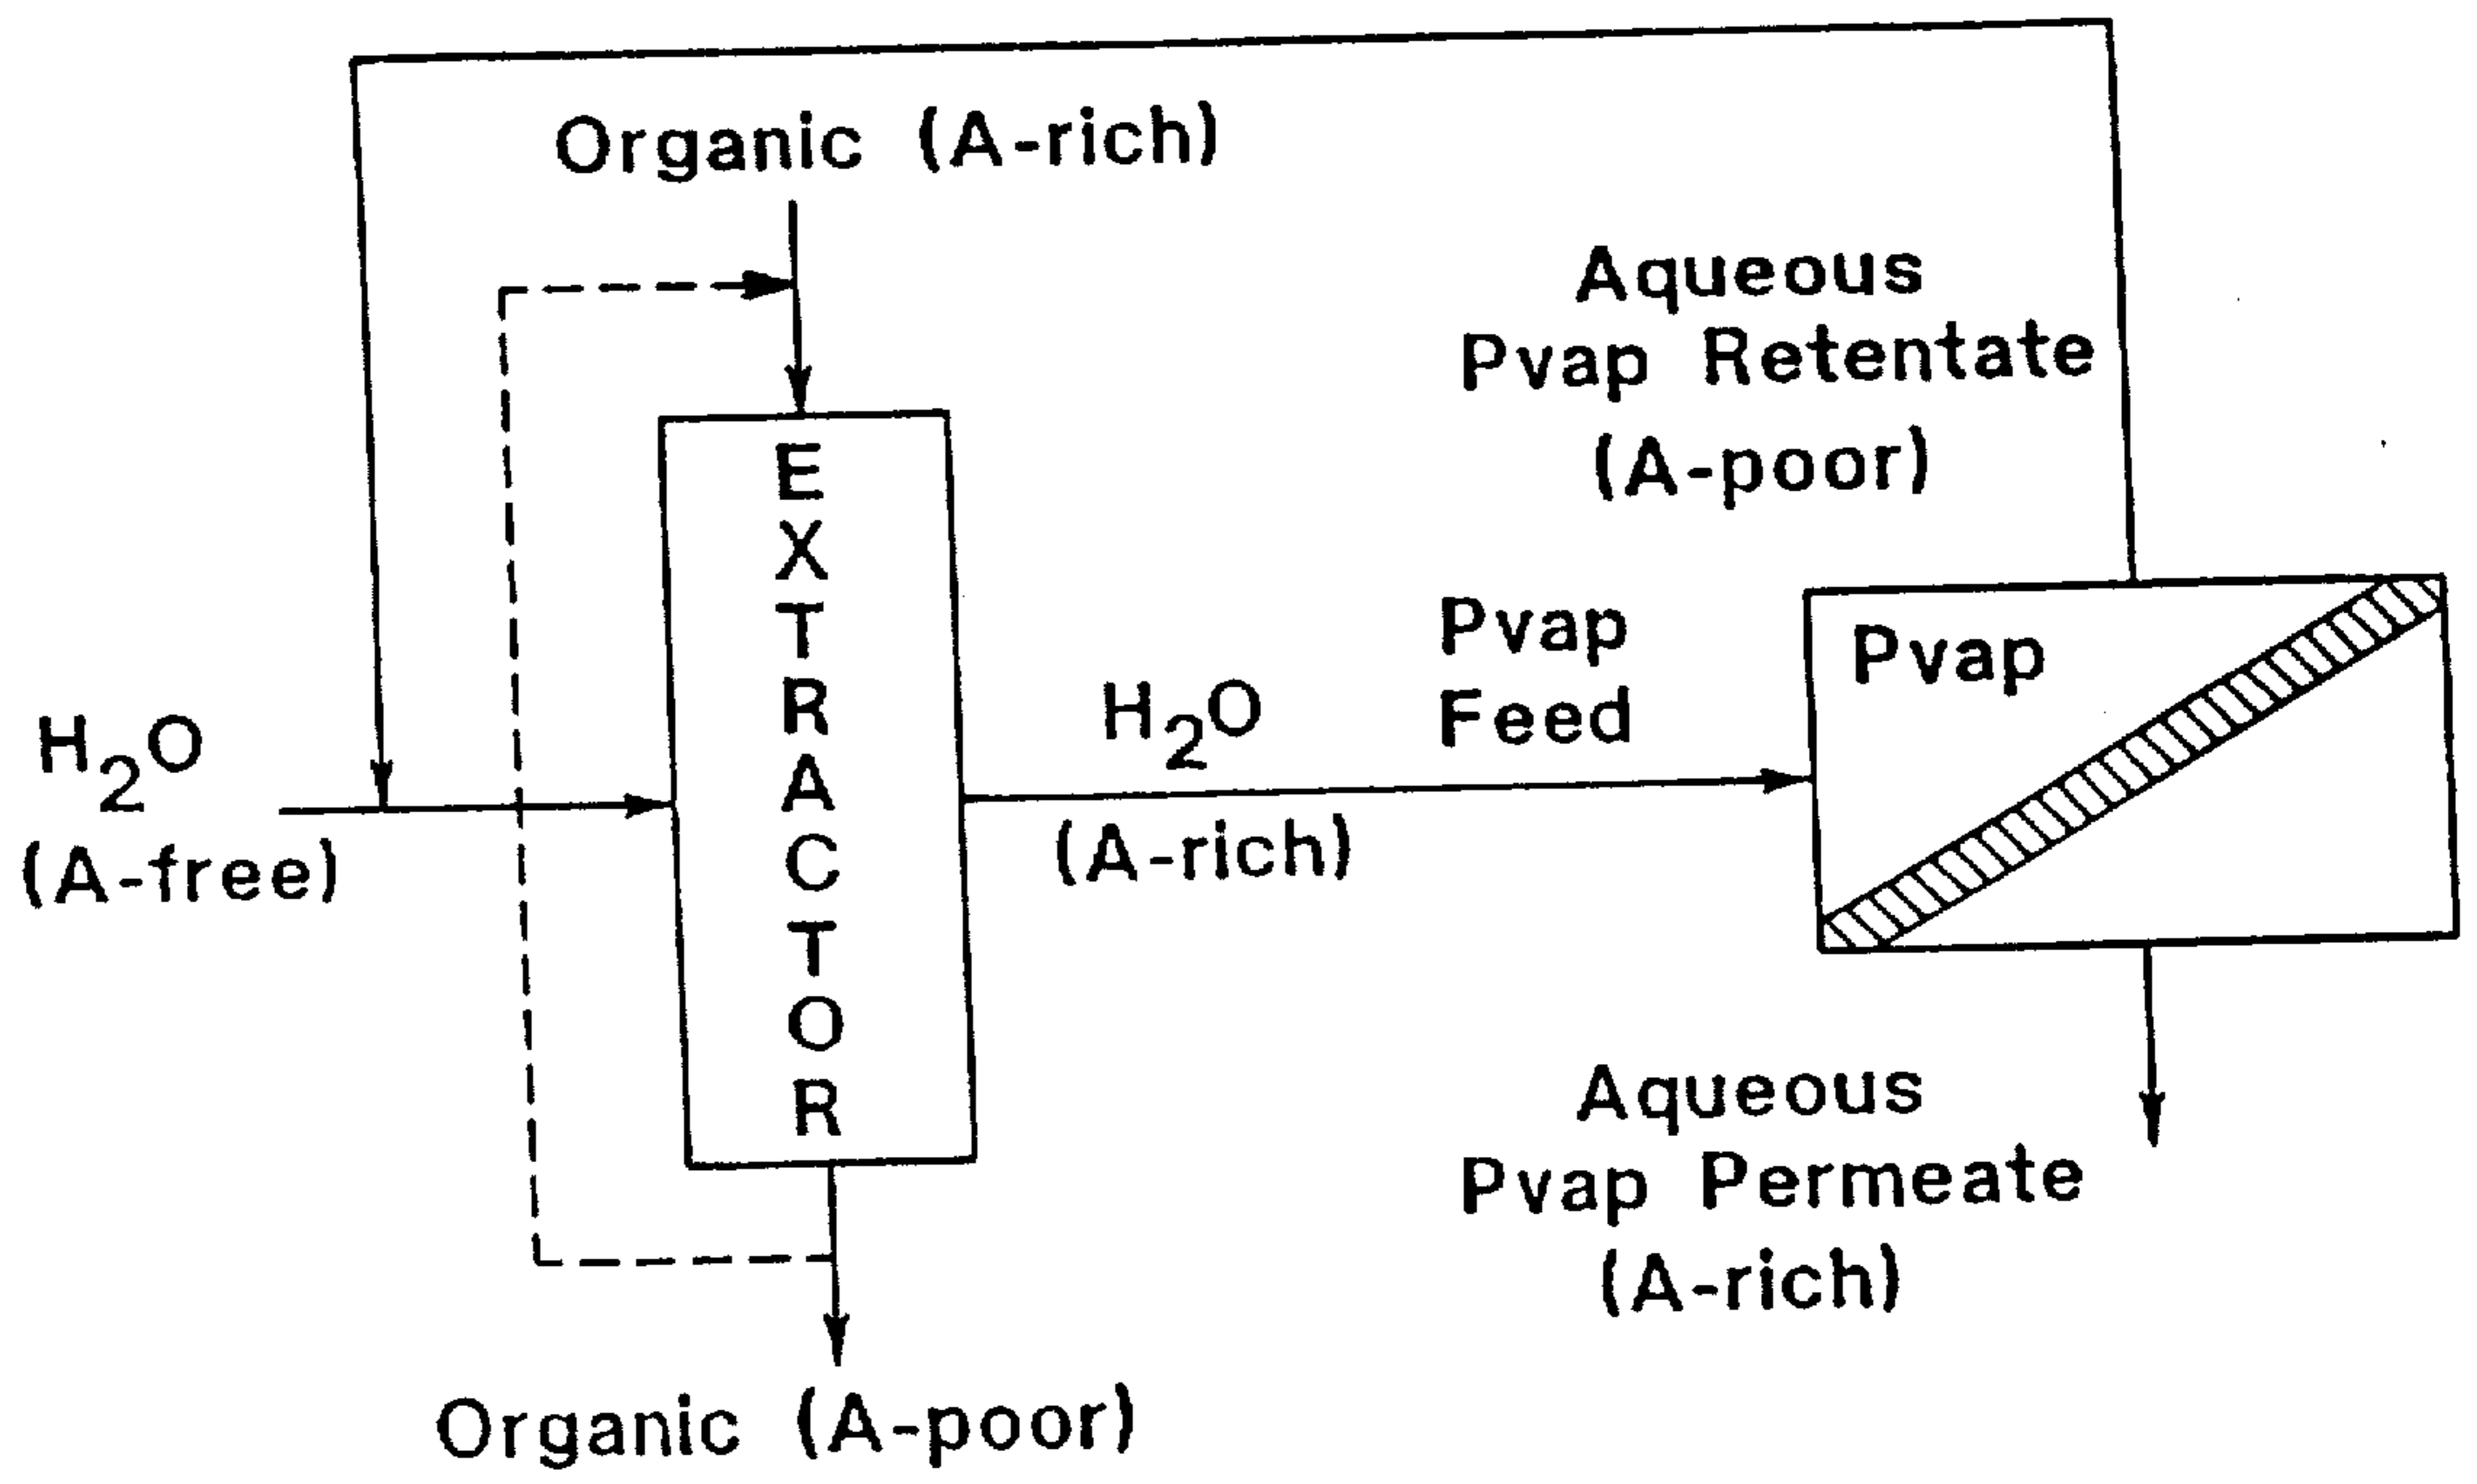 Organic (A-rich)
Aqueous
Pvap Retentate
(A-poor)
EXTRACTOR
Pvap
Feed
Pvap
H2O
(A-free)
H2O
(A-rich)
Aqueous
Pvap Permeate
(A-rich)
Organic (A-poor)